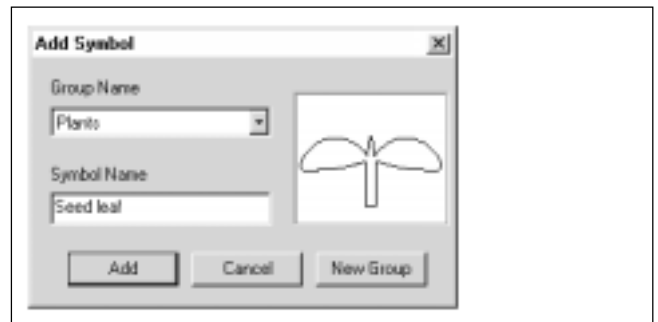 Add Symbol
Group Name
Plants
Symbol Name
Seed leaf
Add Cancel New Group